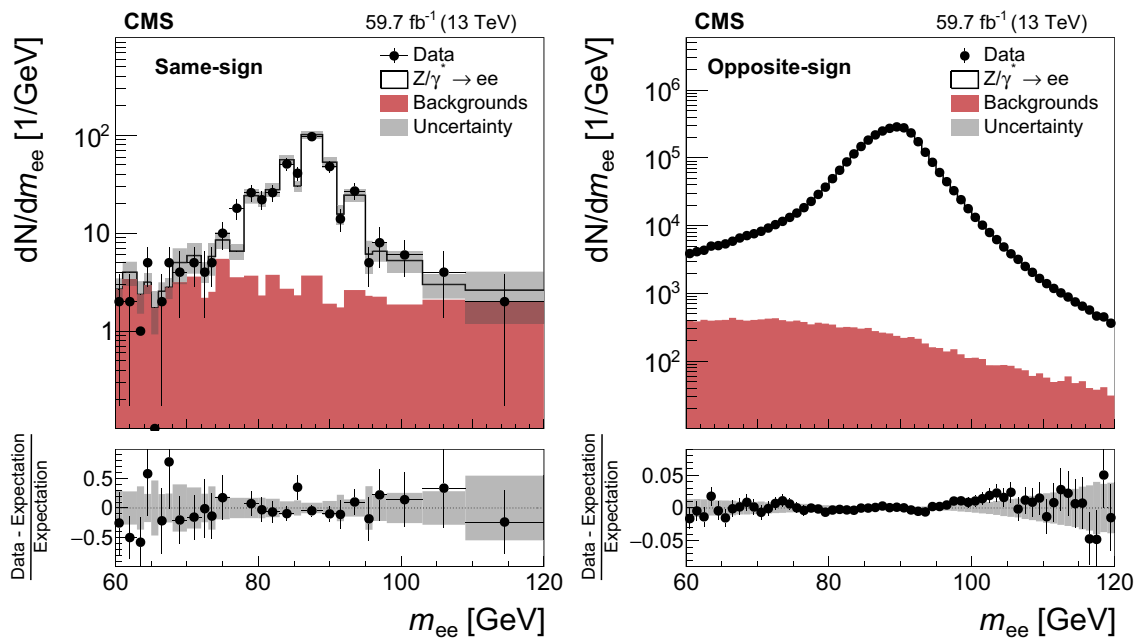 CMS 59.7 fb⁻¹ (13 TeV)
Same-sign
Data
Z/γ* → ee
Backgrounds
Uncertainty
dN/dm_ee [1/GeV]
10²
10
1
Data - Expectation
Expectation
0.5
0
−0.5
60 80 100 120
m_ee [GeV]
CMS 59.7 fb⁻¹ (13 TeV)
Opposite-sign
Data
Z/γ* → ee
Backgrounds
Uncertainty
dN/dm_ee [1/GeV]
10⁶
10⁵
10⁴
10³
10²
Data - Expectation
Expectation
0.05
0
−0.05
60 80 100 120
m_ee [GeV]